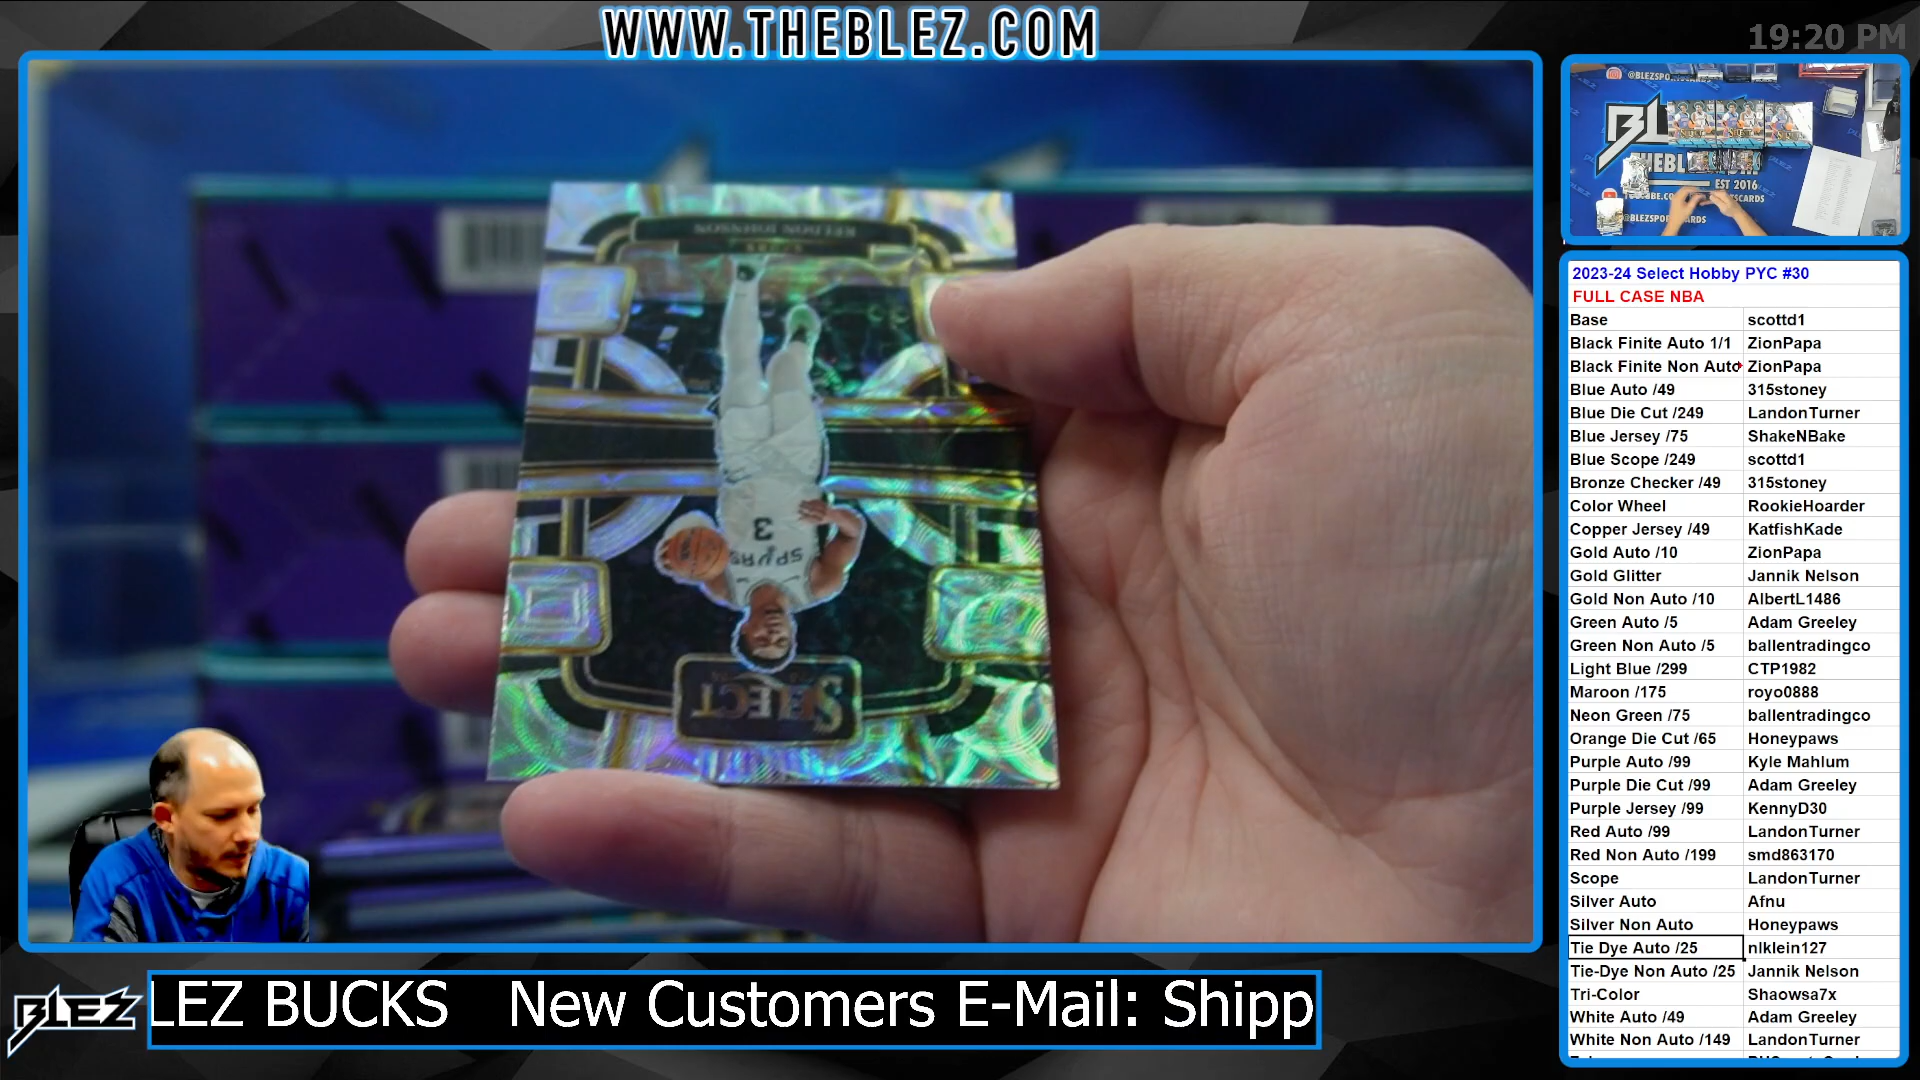 WWW.THEBLEZ.COM
19:20 PM
KELDON JOHNSON
SPURS
3
SELECT
BL
THEBL
EST 2016
2023-24 Select Hobby PYC #30
FULL CASE NBA
Base scottd1
Black Finite Auto 1/1 ZionPapa
Black Finite Non Auto ZionPapa
Blue Auto /49 315stoney
Blue Die Cut /249 LandonTurner
Blue Jersey /75 ShakeNBake
Blue Scope /249 scottd1
Bronze Checker /49 315stoney
Color Wheel RookieHoarder
Copper Jersey /49 KatfishKade
Gold Auto /10 ZionPapa
Gold Glitter Jannik Nelson
Gold Non Auto /10 AlbertL1486
Green Auto /5 Adam Greeley
Green Non Auto /5 ballentradingco
Light Blue /299 CTP1982
Maroon /175 royo0888
Neon Green /75 ballentradingco
Orange Die Cut /65 Honeypaws
Purple Auto /99 Kyle Mahlum
Purple Die Cut /99 Adam Greeley
Purple Jersey /99 KennyD30
Red Auto /99 LandonTurner
Red Non Auto /199 smd863170
Scope LandonTurner
Silver Auto Afnu
Silver Non Auto Honeypaws
Tie Dye Auto /25 nlklein127
Tie-Dye Non Auto /25 Jannik Nelson
Tri-Color Shaowsa7x
White Auto /49 Adam Greeley
White Non Auto /149 LandonTurner
BLEZ
LEZ BUCKS New Customers E-Mail: Shipp